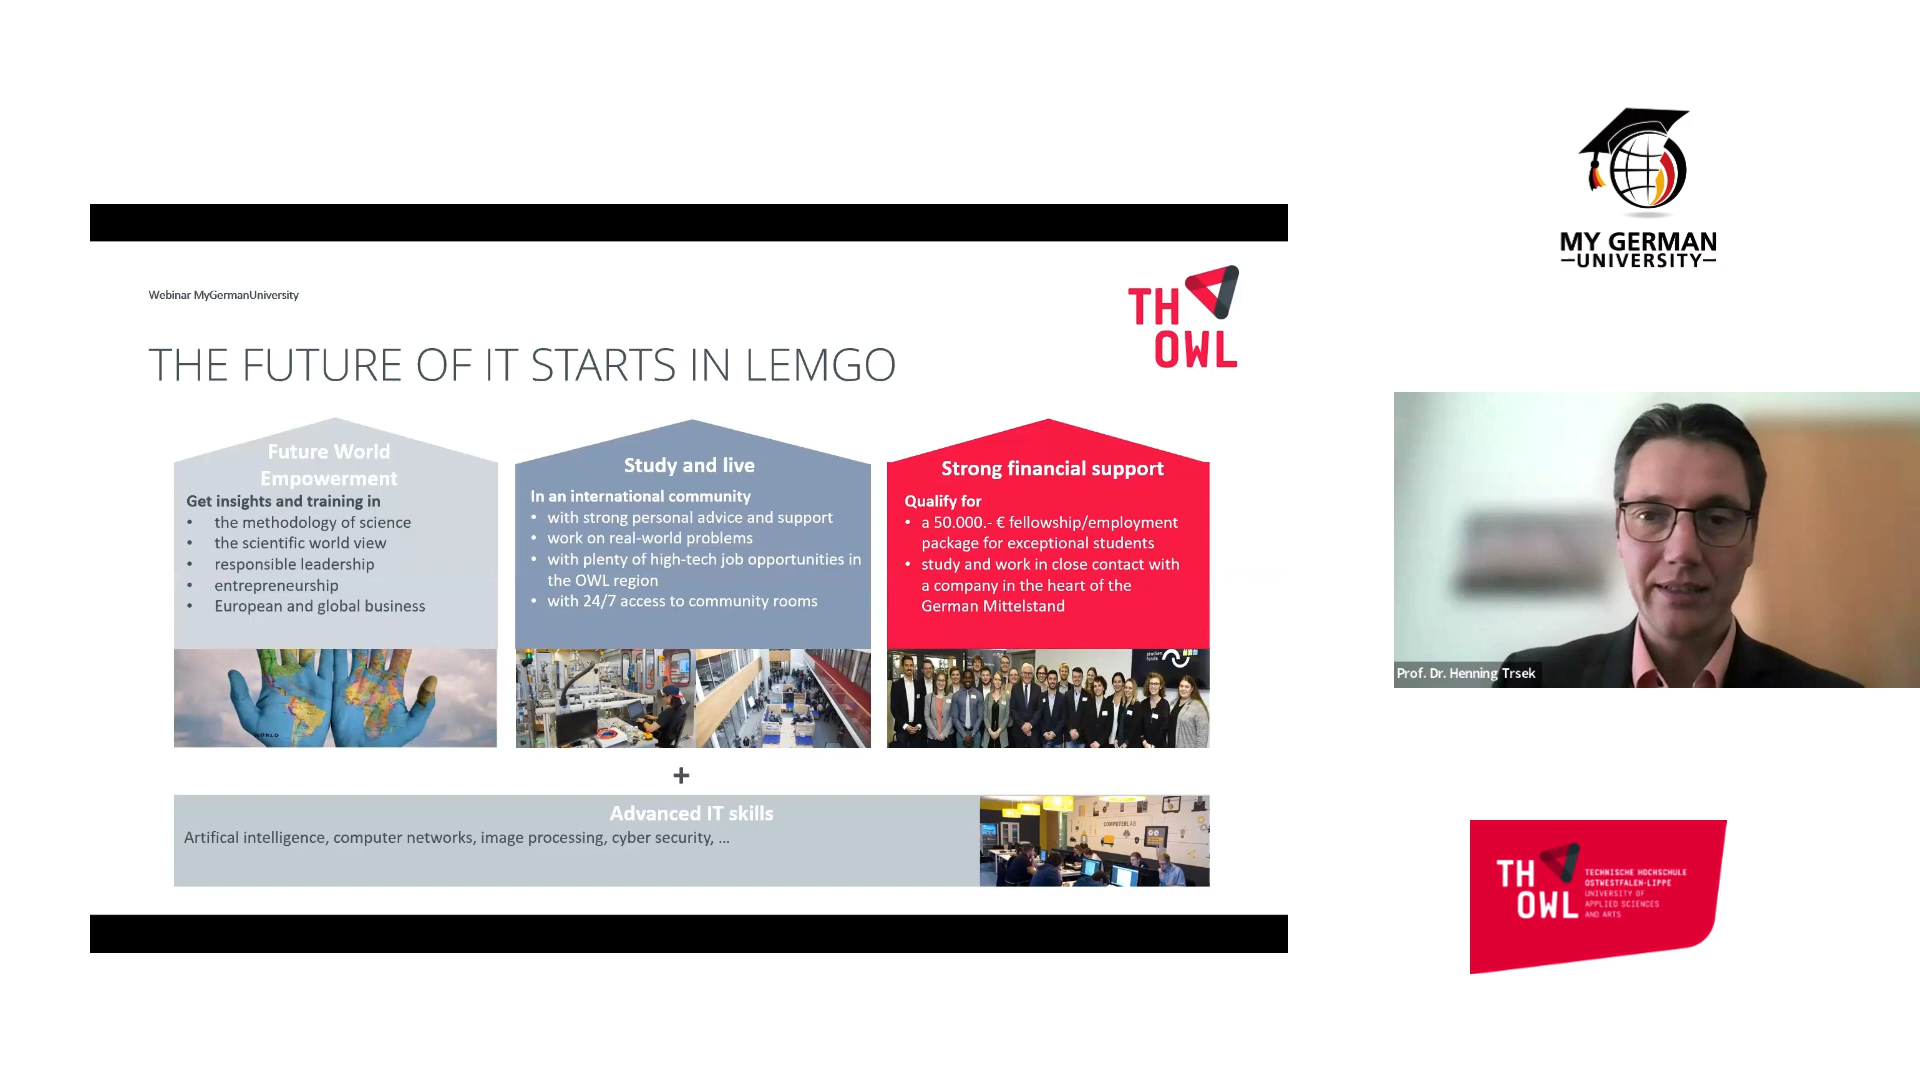 Webinar MyGermanUniversity
TH
OWL
THE FUTURE OF IT STARTS IN LEMGO
Future World
Empowerment
Get insights and training in
• the methodology of science
• the scientific world view
• responsible leadership
• entrepreneurship
• European and global business
WORLD
Study and live
In an international community
• with strong personal advice and support
• work on real-world problems
• with plenty of high-tech job opportunities in
the OWL region
• with 24/7 access to community rooms
Strong financial support
Qualify for
• a 50.000.- € fellowship/employment
package for exceptional students
• study and work in close contact with
a company in the heart of the
German Mittelstand
studien
fonds
+
Advanced IT skills
Artifical intelligence, computer networks, image processing, cyber security, ...
COMPUTERLAB
MY GERMAN
UNIVERSITY
Prof. Dr. Henning Trsek
TH
OWL
TECHNISCHE HOCHSCHULE
OSTWESTFALEN-LIPPE
UNIVERSITY OF
APPLIED SCIENCES
AND ARTS